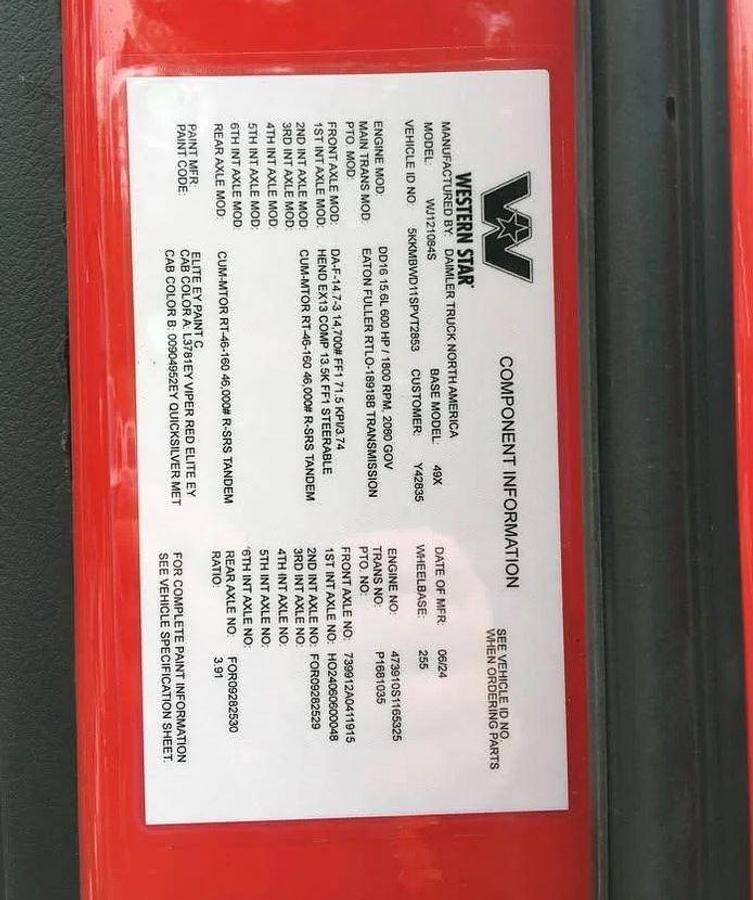 WESTERN STAR
COMPONENT INFORMATION
SEE VEHICLE ID NO
WHEN ORDERING PARTS
MANUFACTURED BY: DAIMLER TRUCK NORTH AMERICA
MODEL: WJ121084S BASE MODEL: 49X DATE OF MFR: 06/24
VEHICLE ID NO: 5KKMBWD11SPVT2853 CUSTOMER: Y42835 WHEELBASE: 255
ENGINE MOD: DD16 15.6L 600 HP / 1800 RPM, 2080 GOV ENGINE NO: 473910S1165325
MAIN TRANS MOD: EATON FULLER RTLO-18918B TRANSMISSION TRANS NO: P1681035
PTO. MOD: PTO. NO:
FRONT AXLE MOD: DA-F-14.7-3 14,700# FF1 71.5 KPI/3.74 FRONT AXLE NO: 739912A0411915
1ST INT AXLE MOD: HEND EX13 COMP 13.5K FF1 STEERABLE 1ST INT AXLE NO: HO24060600048
2ND INT AXLE MOD: CUM-MTOR RT-46-160 46,000# R-SRS TANDEM 2ND INT AXLE NO: FOR09282529
3RD INT AXLE MOD: 3RD INT AXLE NO:
4TH INT AXLE MOD: 4TH INT AXLE NO:
5TH INT AXLE MOD: 5TH INT AXLE NO:
6TH INT AXLE MOD: 6TH INT AXLE NO:
REAR AXLE MOD: CUM-MTOR RT-46-160 46,000# R-SRS TANDEM REAR AXLE NO: FOR09282530
RATIO: 3.91
PAINT MFR: ELITE EY PAINT C
PAINT CODE: CAB COLOR A: L3781EY VIPER RED ELITE EY FOR COMPLETE PAINT INFORMATION
CAB COLOR B: 00904952EY QUICKSILVER MET SEE VEHICLE SPECIFICATION SHEET.